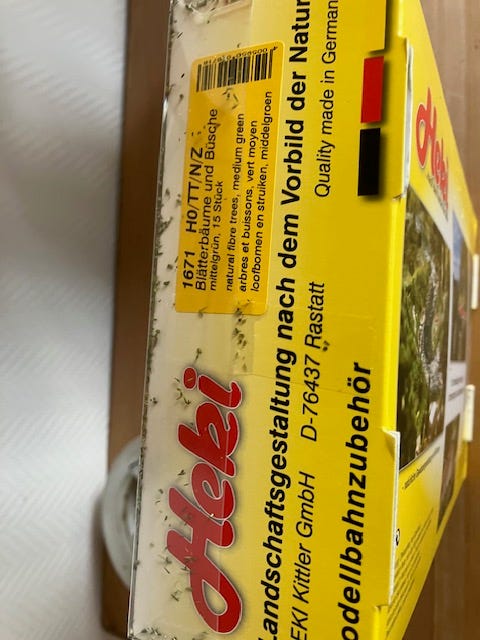 1671 H0/TT/N/Z
Blätterbäume und Büsche
mittelgrün, 15 Stück
natural fibre trees, medium green
arbres et buissons, vert moyen
loofbomen en struiken, middelgroen
Heki
Landschaftsgestaltung nach dem Vorbild der Natur
EKI Kittler GmbH D-76437 Rastatt Quality made in German
odellbahnzubehör
Heki